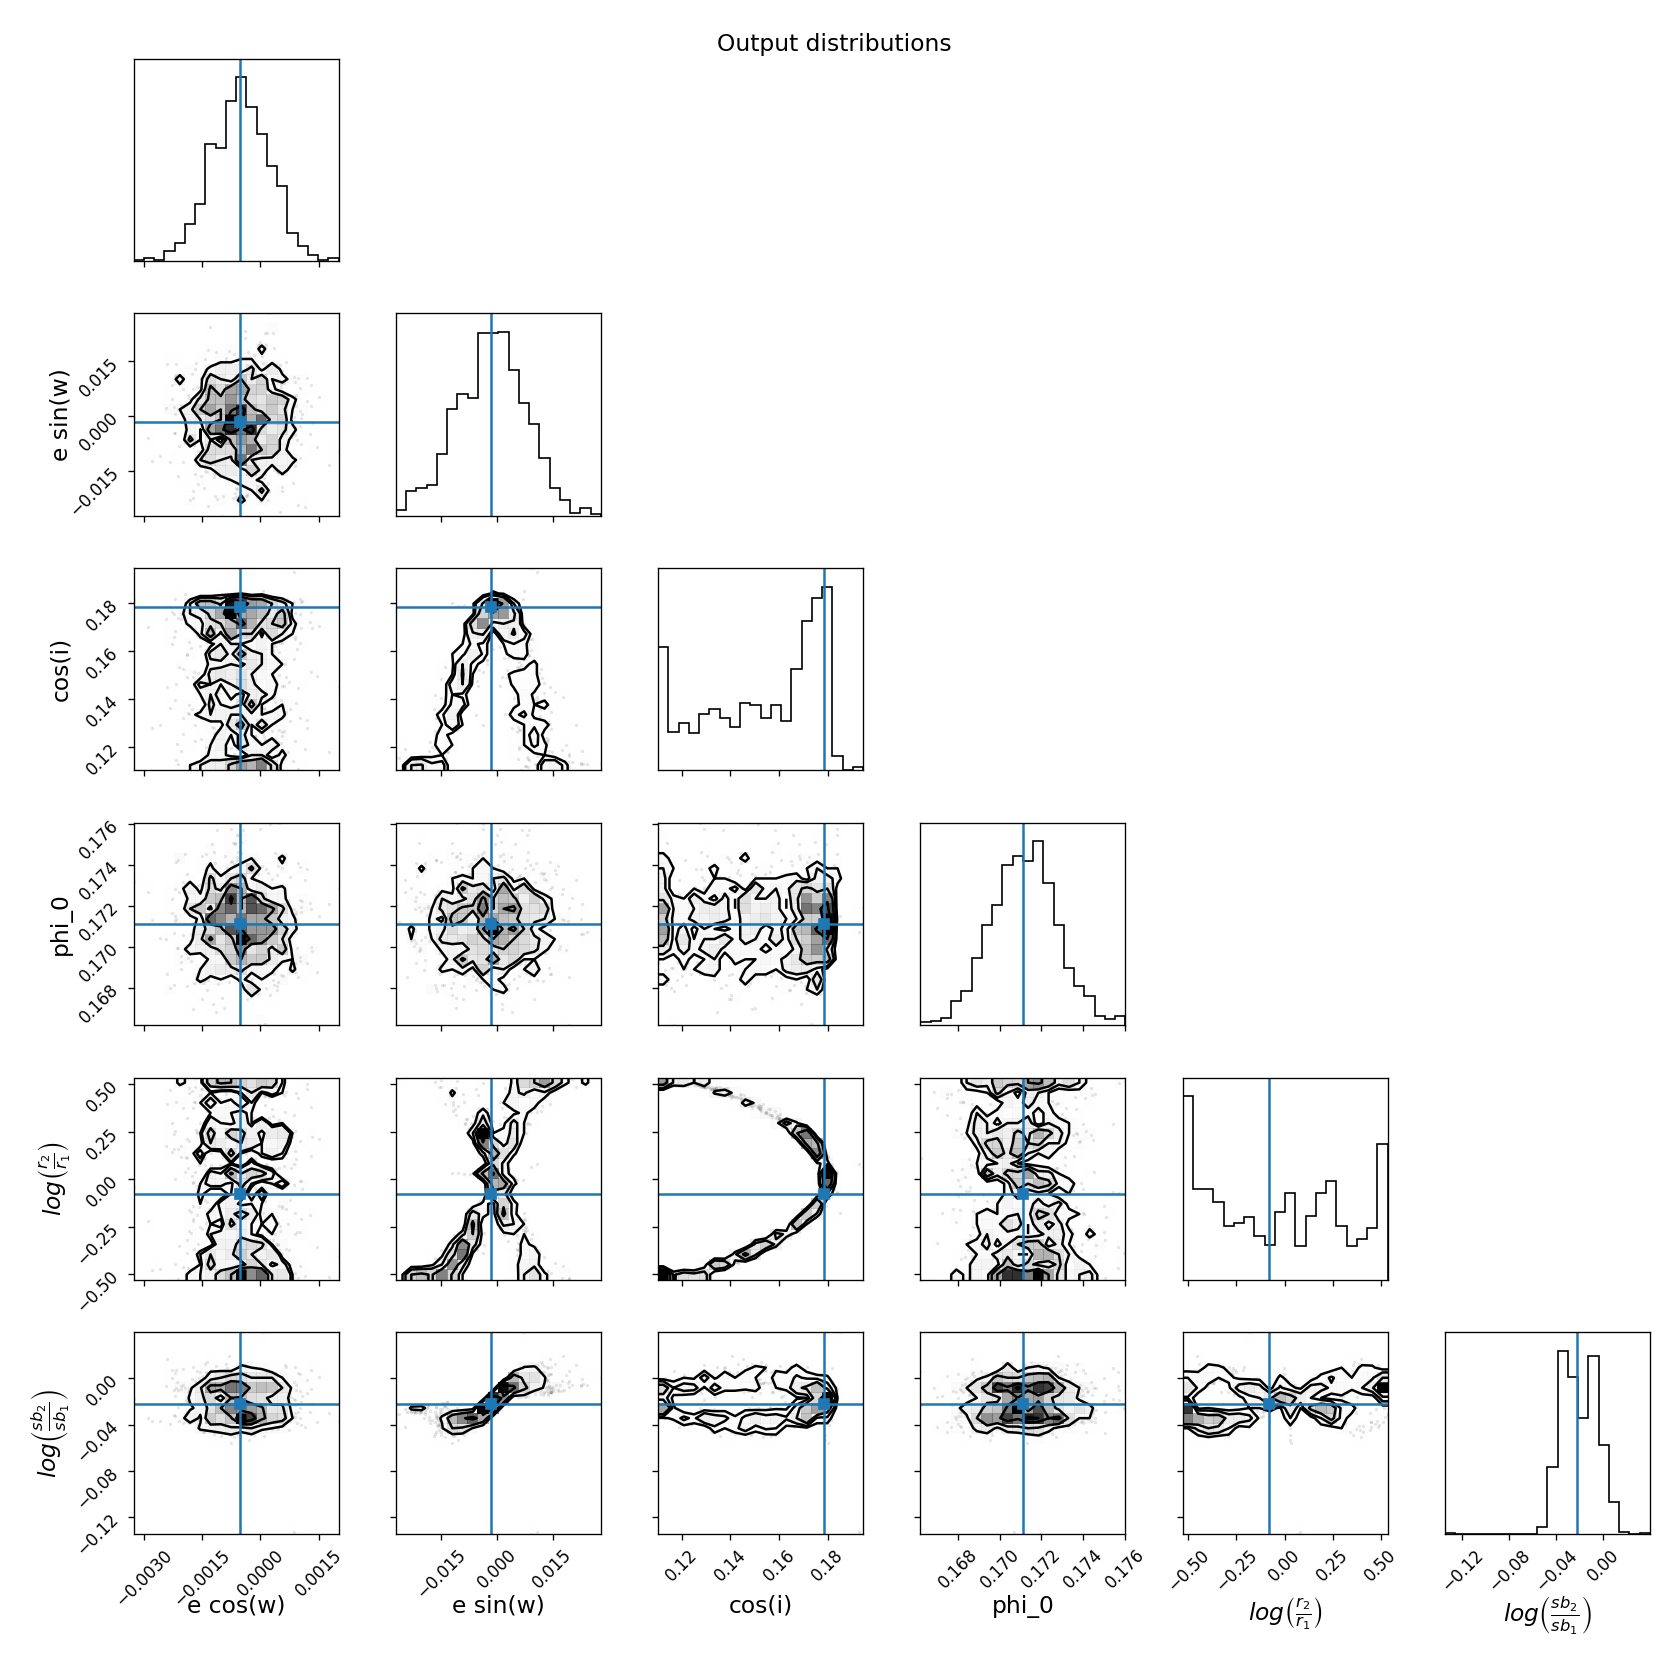 Output distributions
e sin(w)
0.015
0.000
−0.015
cos(i)
0.18
0.16
0.14
0.12
phi_0
0.176
0.174
0.172
0.170
0.168
log(r2/r1)
0.50
0.25
0.00
−0.25
−0.50
log(sb2/sb1)
0.00
−0.04
−0.08
−0.12
−0.0030 −0.0015 0.0000 0.0015
e cos(w)
−0.015 0.000 0.015
e sin(w)
0.12 0.14 0.16 0.18
cos(i)
0.168 0.170 0.172 0.174 0.176
phi_0
−0.50 −0.25 0.00 0.25 0.50
log(r2/r1)
−0.12 −0.08 −0.04 0.00
log(sb2/sb1)